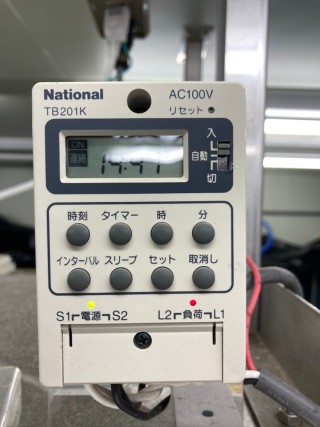 National
AC100V
TB201K
リセット
ON
連続
14:41
入
自動
切
時刻 タイマー 時 分
インターバル スリープ セット 取消し
S1 電源 S2
L2 負荷 L1